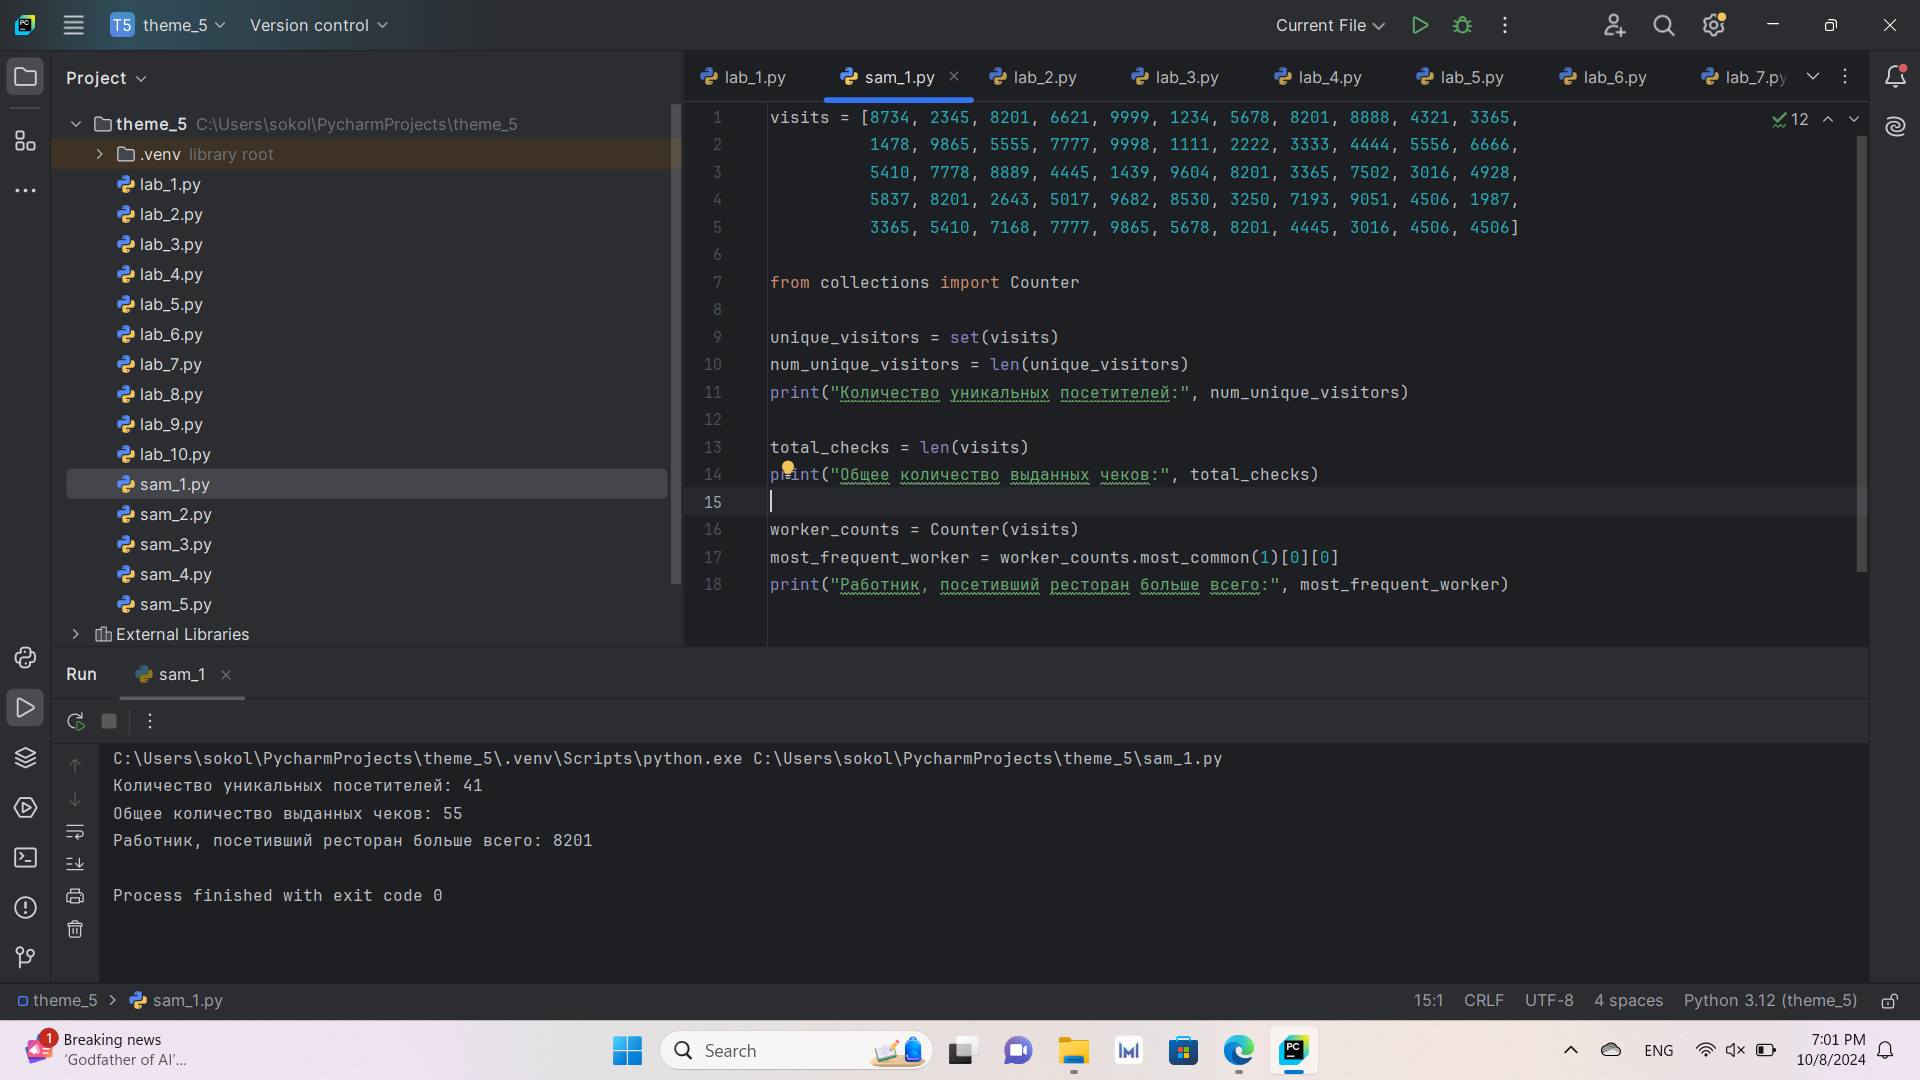 T5 theme_5 Version control Current File
Project
theme_5 C:\Users\sokol\PycharmProjects\theme_5
.venv library root
lab_1.py
lab_2.py
lab_3.py
lab_4.py
lab_5.py
lab_6.py
lab_7.py
lab_8.py
lab_9.py
lab_10.py
sam_1.py
sam_2.py
sam_3.py
sam_4.py
sam_5.py
External Libraries
lab_1.py sam_1.py lab_2.py lab_3.py lab_4.py lab_5.py lab_6.py lab_7.py
12
1 visits = [8734, 2345, 8201, 6621, 9999, 1234, 5678, 8201, 8888, 4321, 3365,
2 1478, 9865, 5555, 7777, 9998, 1111, 2222, 3333, 4444, 5556, 6666,
3 5410, 7778, 8889, 4445, 1439, 9604, 8201, 3365, 7502, 3016, 4928,
4 5837, 8201, 2643, 5017, 9682, 8530, 3250, 7193, 9051, 4506, 1987,
5 3365, 5410, 7168, 7777, 9865, 5678, 8201, 4445, 3016, 4506, 4506]
6
7 from collections import Counter
8
9 unique_visitors = set(visits)
10 num_unique_visitors = len(unique_visitors)
11 print("Количество уникальных посетителей:", num_unique_visitors)
12
13 total_checks = len(visits)
14 print("Общее количество выданных чеков:", total_checks)
15
16 worker_counts = Counter(visits)
17 most_frequent_worker = worker_counts.most_common(1)[0][0]
18 print("Работник, посетивший ресторан больше всего:", most_frequent_worker)
Run sam_1
C:\Users\sokol\PycharmProjects\theme_5\.venv\Scripts\python.exe C:\Users\sokol\PycharmProjects\theme_5\sam_1.py
Количество уникальных посетителей: 41
Общее количество выданных чеков: 55
Работник, посетивший ресторан больше всего: 8201
Process finished with exit code 0
theme_5 > sam_1.py 15:1 CRLF UTF-8 4 spaces Python 3.12 (theme_5)
1 Breaking news
'Godfather of AI'...
Search
ENG
7:01 PM
10/8/2024